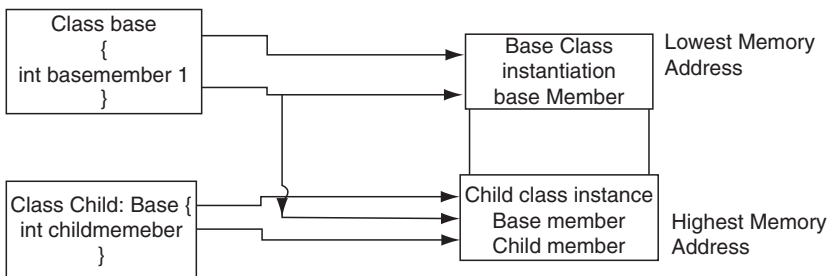 Class base
{
int basemember 1
}
Base Class
instantiation
base Member
Lowest Memory
Address
Class Child: Base {
int childmemeber
}
Child class instance
Base member
Child member
Highest Memory
Address